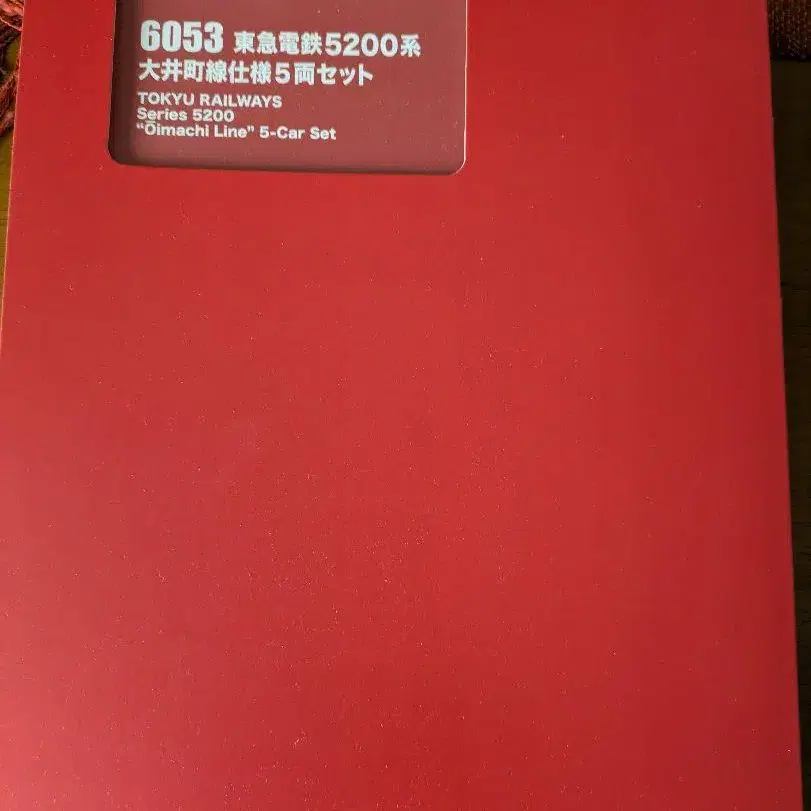 6053 東急電鉄5200系
大井町線仕様5両セット
TOKYU RAILWAYS
Series 5200
“Ōimachi Line” 5-Car Set